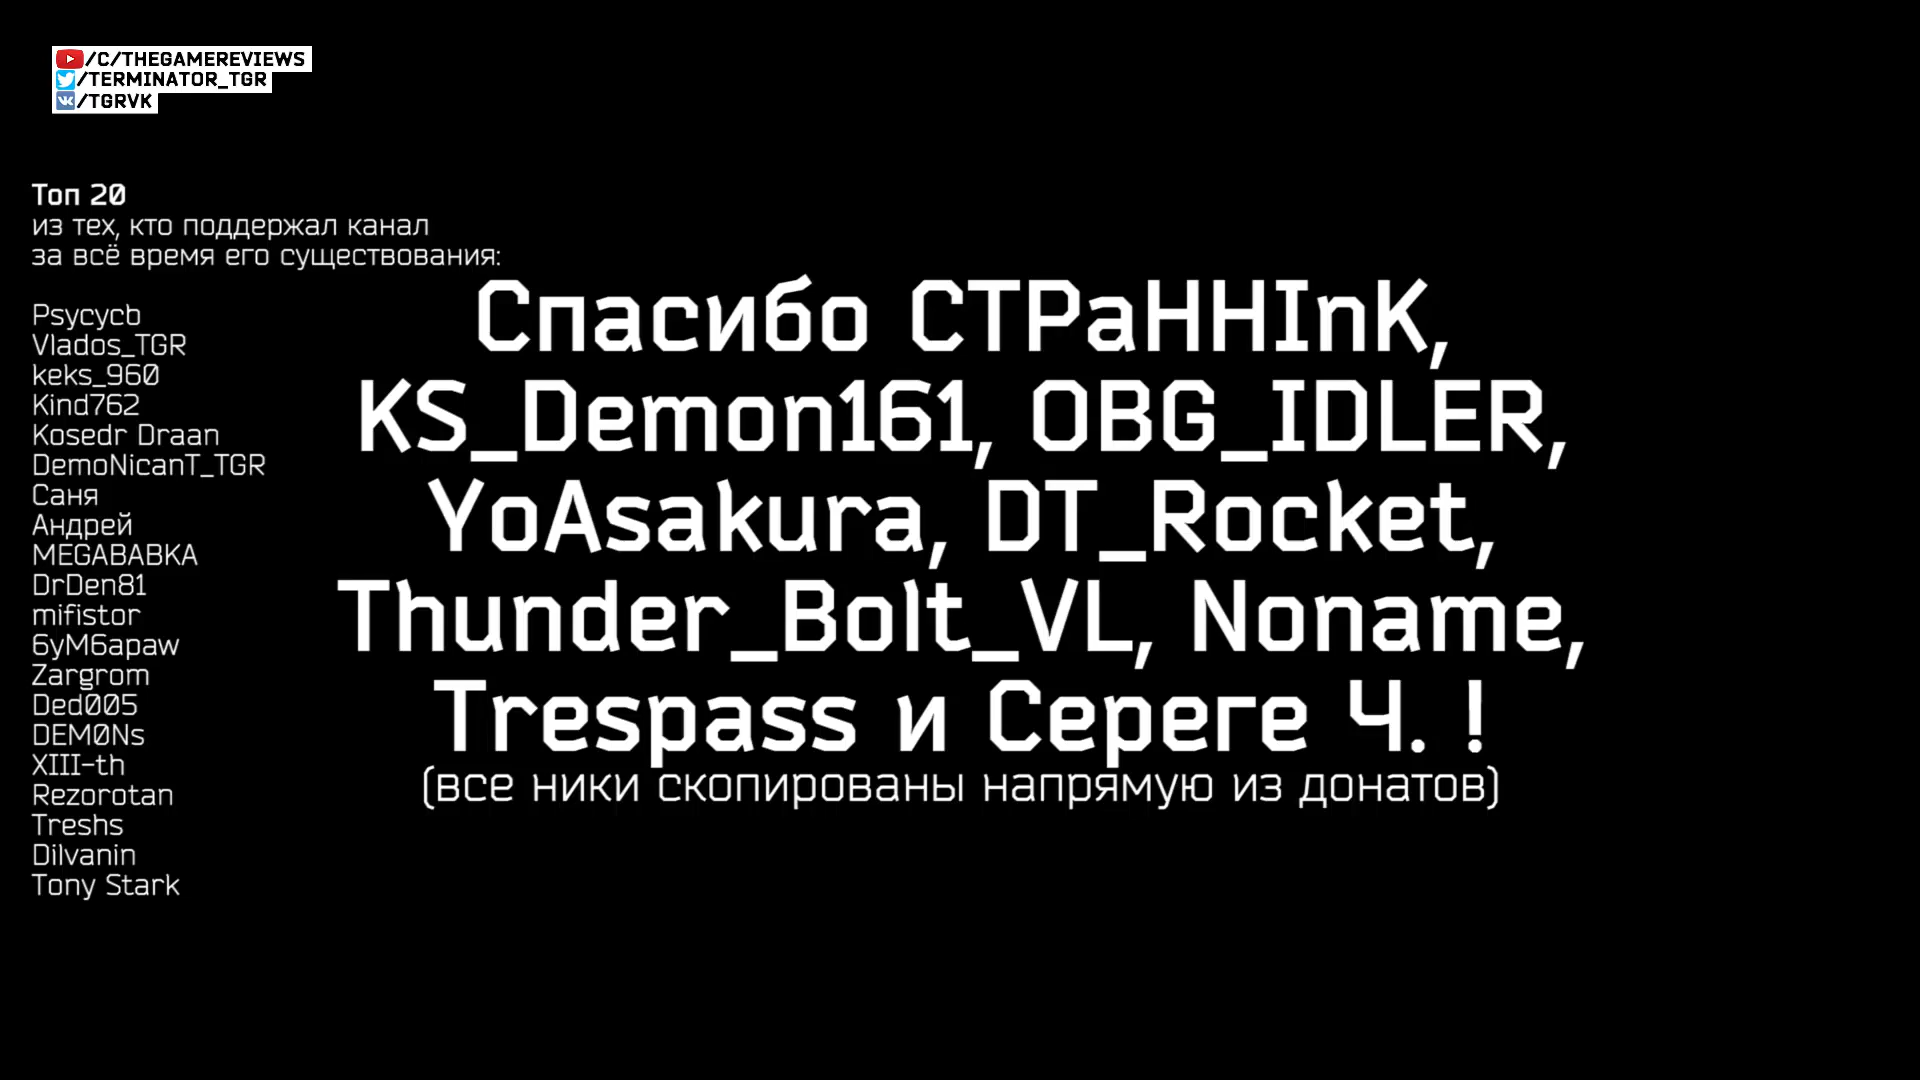 /C/THEGAMEREVIEWS
/TERMINATOR_TGR
/TGRVK
Топ 20
из тех, кто поддержал канал
за всё время его существования:
Psycycb
Vlados_TGR
keks_960
Kind762
Kosedr Draan
DemoNicanT_TGR
Саня
Андрей
MEGABABKA
DrDen81
mifistor
6yM6apaw
Zargrom
Ded005
DEM0Ns
XIII-th
Rezorotan
Treshs
Dilvanin
Tony Stark
Спасибо СТРаННInK,
KS_Demon161, OBG_IDLER,
YoAsakura, DT_Rocket,
Thunder_Bolt_VL, Noname,
Trespass и Сереге Ч. !
(все ники скопированы напрямую из донатов)